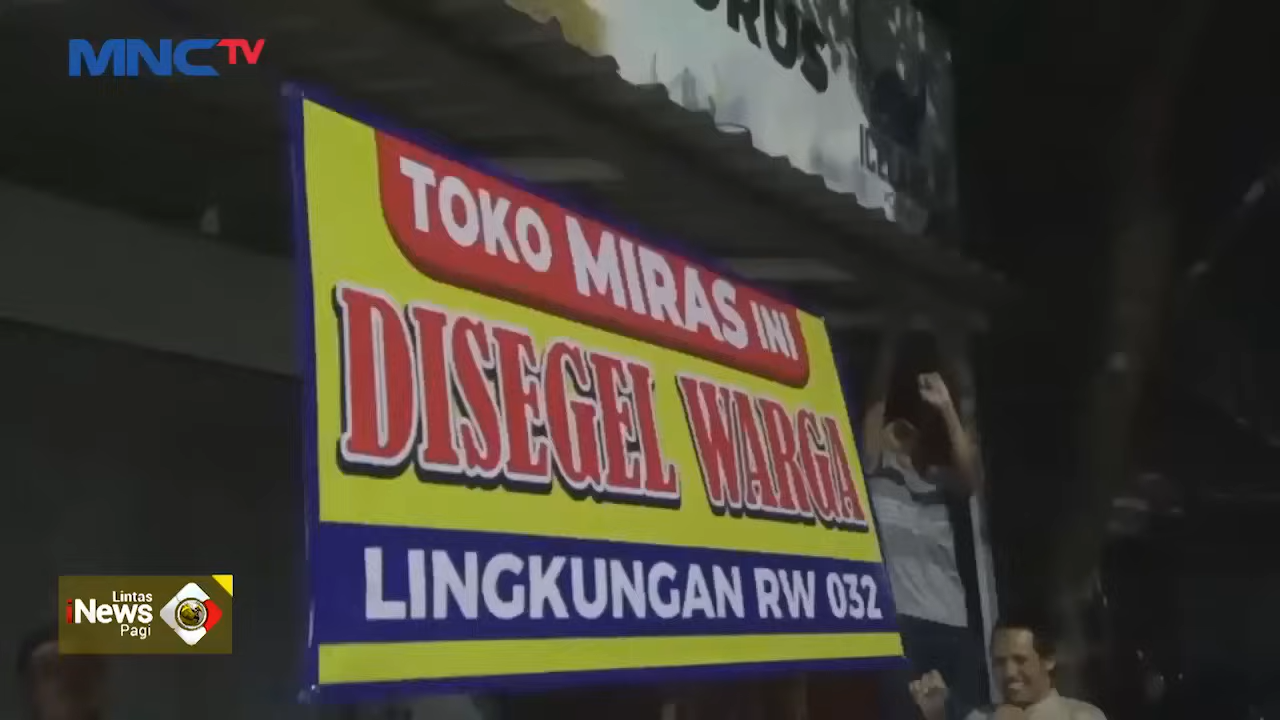 MNCTV
TOKO MIRAS INI
DISEGEL WARGA
LINGKUNGAN RW 032
Lintas
iNews
Pagi